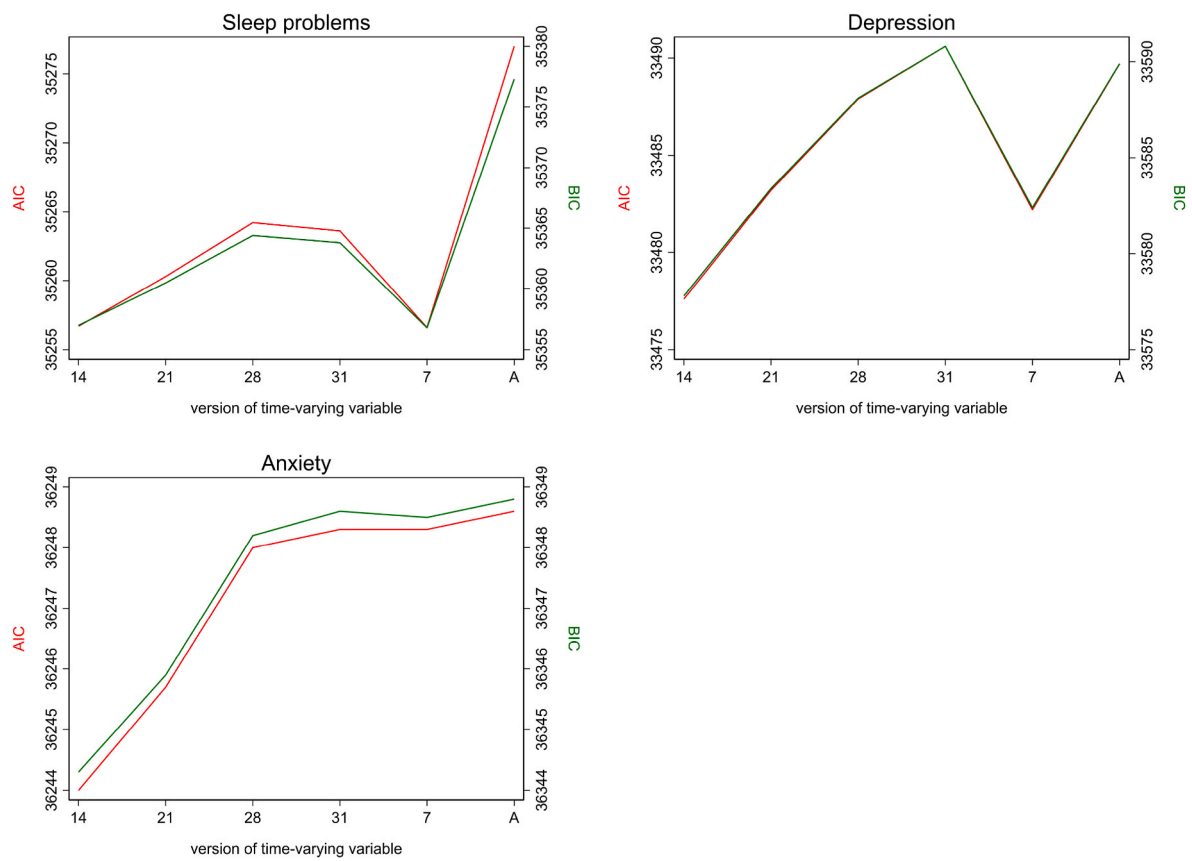 Sleep problems
35275
35270
35265
35260
35255
AIC
35380
35375
35370
35365
35360
35355
BIC
14 21 28 31 7 A
version of time-varying variable
Depression
33490
33485
33480
33475
AIC
33590
33585
33580
33575
BIC
14 21 28 31 7 A
version of time-varying variable
Anxiety
36249
36248
36247
36246
36245
36244
AIC
36349
36348
36347
36346
36345
36344
BIC
14 21 28 31 7 A
version of time-varying variable